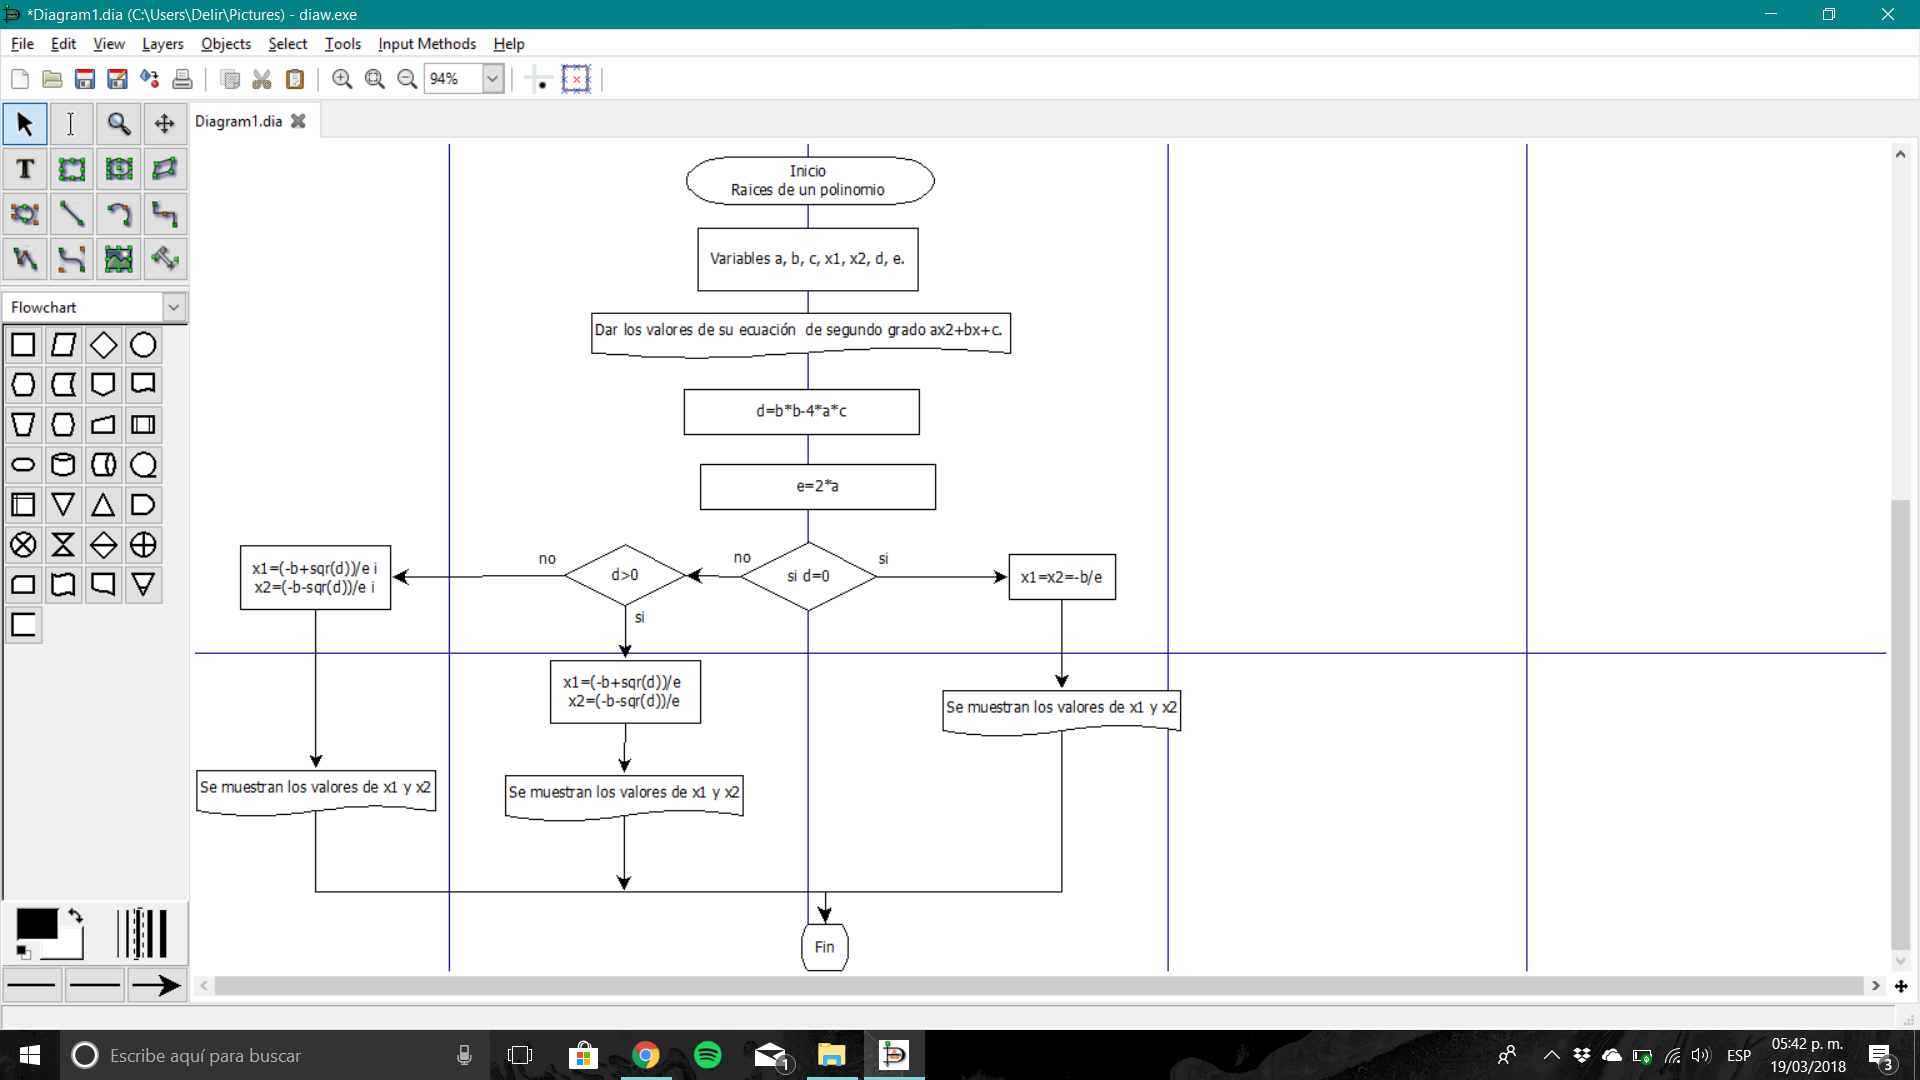 *Diagram1.dia (C:\Users\Delir\Pictures) - diaw.exe
File Edit View Layers Objects Select Tools Input Methods Help
94%
Diagram1.dia
T
Flowchart
Inicio
Raices de un polinomio
Variables a, b, c, x1, x2, d, e.
Dar los valores de su ecuación  de segundo grado ax2+bx+c.
d=b*b-4*a*c
e=2*a
no
no
si
x1=(-b+sqr(d))/e i
x2=(-b-sqr(d))/e i
d>0
si d=0
x1=x2=-b/e
si
x1=(-b+sqr(d))/e
x2=(-b-sqr(d))/e
Se muestran los valores de x1 y x2
Se muestran los valores de x1 y x2
Se muestran los valores de x1 y x2
Fin
Escribe aquí para buscar
1
ESP
05:42 p. m.
19/03/2018
3